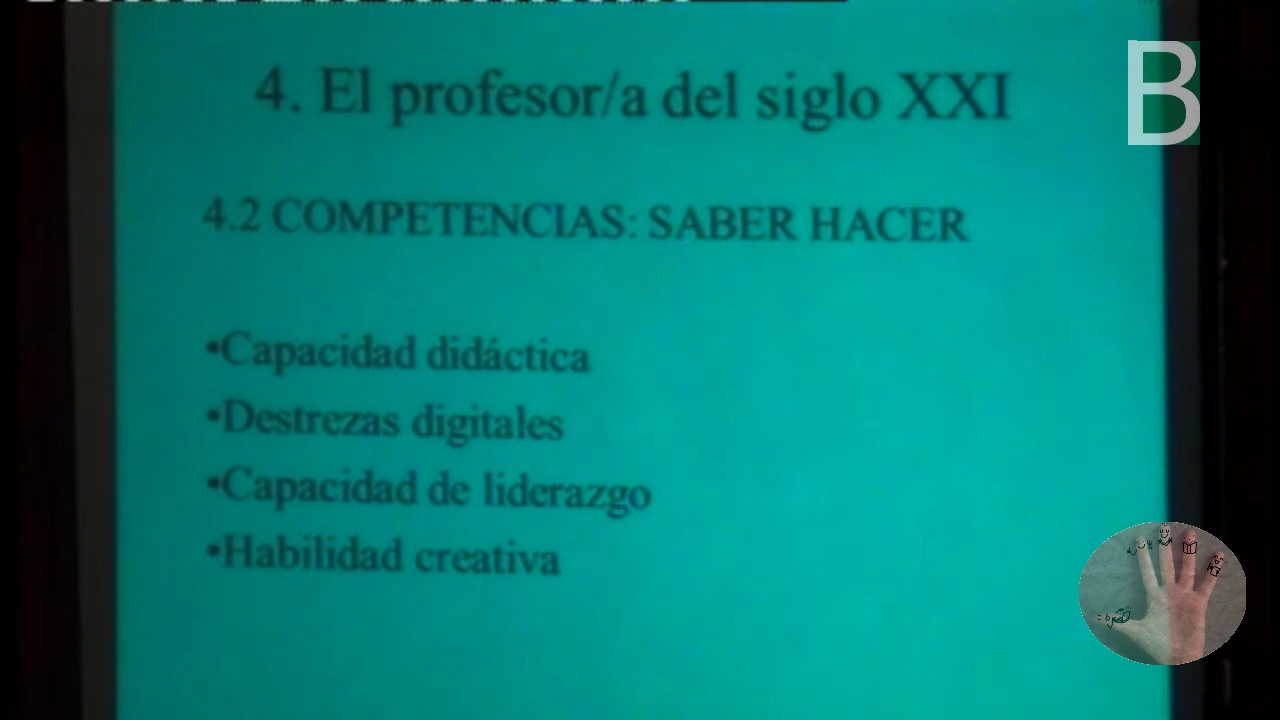 4. El profesor/a del siglo XXI
B
4.2 COMPETENCIAS: SABER HACER
•Capacidad didáctica
•Destrezas digitales
•Capacidad de liderazgo
•Habilidad creativa